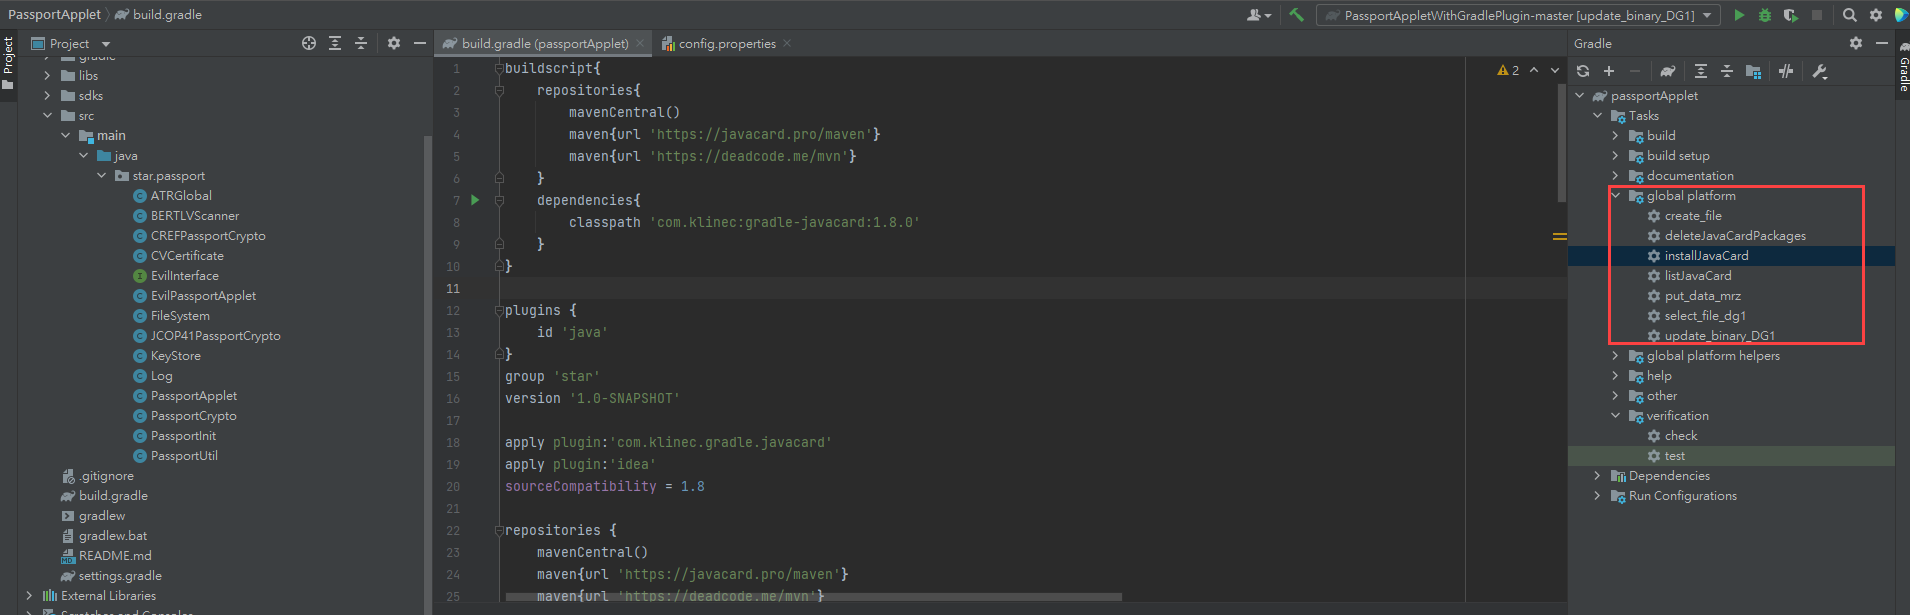 PassportApplet
build.gradle
PassportAppletWithGradlePlugin-master [update_binary_DG1]
Project
Project
gradle
libs
sdks
src
main
java
star.passport
ATRGlobal
BERTLVScanner
CREFPassportCrypto
CVCertificate
EvilInterface
EvilPassportApplet
FileSystem
JCOP41PassportCrypto
KeyStore
Log
PassportApplet
PassportCrypto
PassportInit
PassportUtil
.gitignore
build.gradle
gradlew
gradlew.bat
README.md
settings.gradle
External Libraries
Scratches and Consoles
build.gradle (passportApplet)
config.properties
2
1 buildscript{
2 repositories{
3 mavenCentral()
4 maven{url 'https://javacard.pro/maven'}
5 maven{url 'https://deadcode.me/mvn'}
6 }
7 dependencies{
8 classpath 'com.klinec:gradle-javacard:1.8.0'
9 }
10 }
11
12 plugins {
13 id 'java'
14 }
15 group 'star'
16 version '1.0-SNAPSHOT'
17
18 apply plugin:'com.klinec.gradle.javacard'
19 apply plugin:'idea'
20 sourceCompatibility = 1.8
21
22 repositories {
23 mavenCentral()
24 maven{url 'https://javacard.pro/maven'}
25 maven{url 'https://deadcode.me/mvn'}
Gradle
Gradle
passportApplet
Tasks
build
build setup
documentation
global platform
create_file
deleteJavaCardPackages
installJavaCard
listJavaCard
put_data_mrz
select_file_dg1
update_binary_DG1
global platform helpers
help
other
verification
check
test
Dependencies
Run Configurations